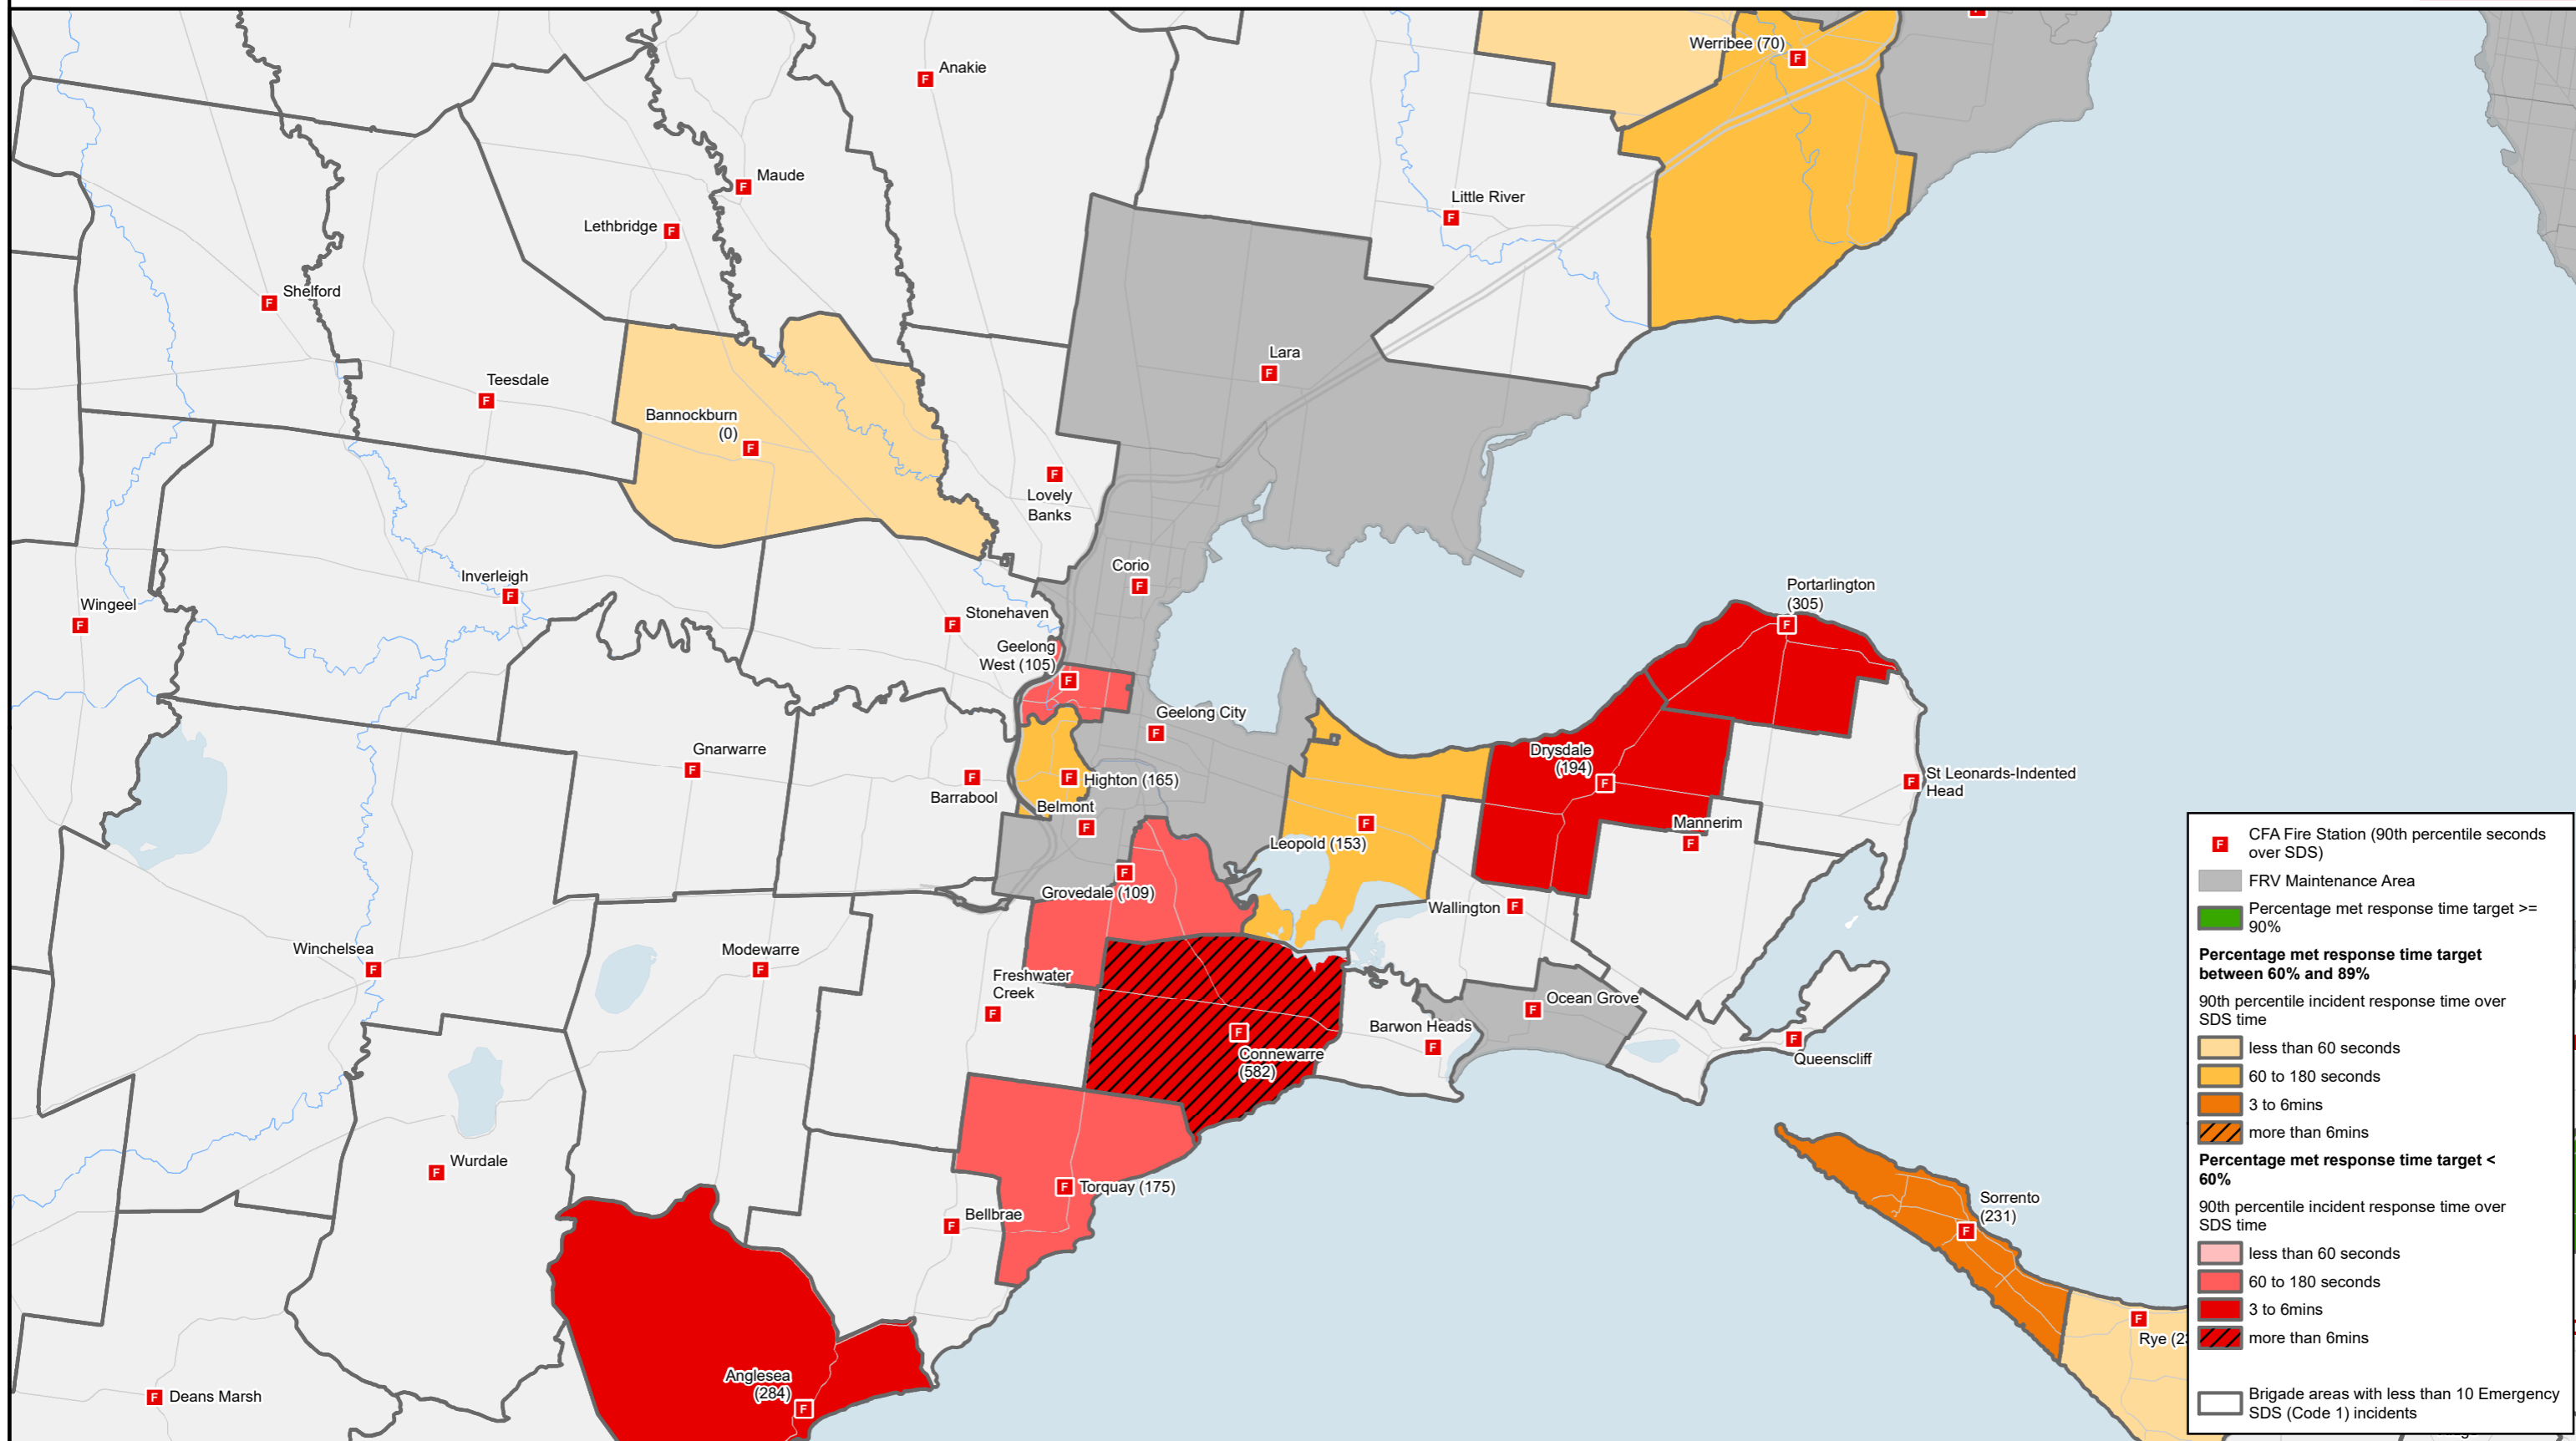 Werribee (70)
Anakie
Maude
Little River
Lethbridge
Shelford
Lara
Teesdale
Bannockburn
(0)
Lovely
Banks
Corio
Inverleigh
Portarlington
(305)
Wingeel
Stonehaven
Geelong
West (105)
Geelong City
Gnarwarre
Drysdale
(194)
St Leonards-Indented
Head
Highton (165)
Barrabool
Belmont
Mannerim
Leopold (153)
Grovedale (109)
Wallington
Winchelsea
Modewarre
Freshwater
Creek
Ocean Grove
Barwon Heads
Connewarre
(582)
Queenscliff
Wurdale
Torquay (175)
Sorrento
(231)
Bellbrae
Rye (2
Anglesea
(284)
Deans Marsh
CFA Fire Station (90th percentile seconds
over SDS)
FRV Maintenance Area
Percentage met response time target >=
90%
Percentage met response time target
between 60% and 89%
90th percentile incident response time over
SDS time
less than 60 seconds
60 to 180 seconds
3 to 6mins
more than 6mins
Percentage met response time target <
60%
90th percentile incident response time over
SDS time
less than 60 seconds
60 to 180 seconds
3 to 6mins
more than 6mins
Brigade areas with less than 10 Emergency
SDS (Code 1) incidents